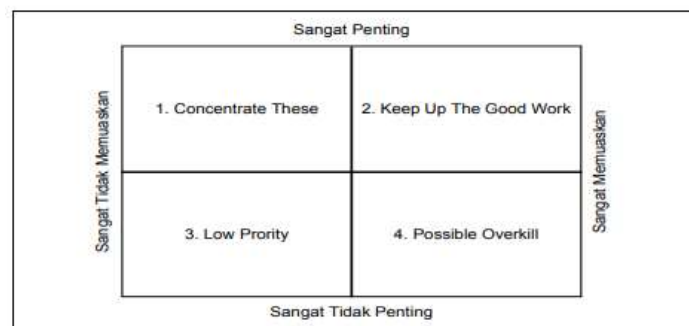 Sangat Penting
Sangat Tidak Memuaskan
1. Concentrate These
2. Keep Up The Good Work
Sangat Memuaskan
3. Low Prority
4. Possible Overkill
Sangat Tidak Penting